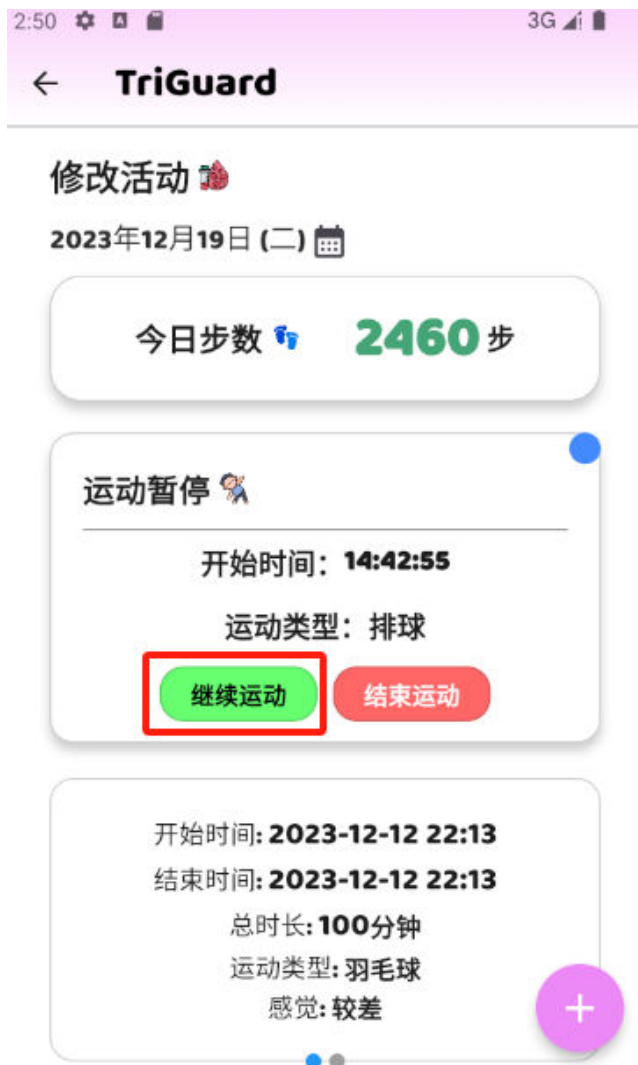 2:50 3G
TriGuard
修改活动
2023年12月19日 (二)
今日步数 2460 步
运动暂停
开始时间：14:42:55
运动类型：排球
继续运动 结束运动
开始时间: 2023-12-12 22:13
结束时间: 2023-12-12 22:13
总时长: 100分钟
运动类型: 羽毛球
感觉: 较差